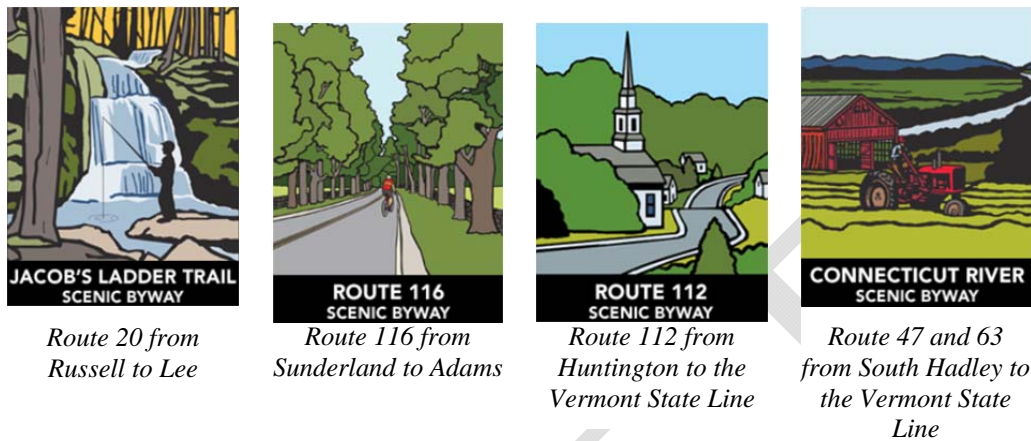 JACOB'S LADDER TRAIL
SCENIC BYWAY
Route 20 from
Russell to Lee
ROUTE 116
SCENIC BYWAY
Route 116 from
Sunderland to Adams
ROUTE 112
SCENIC BYWAY
Route 112 from
Huntington to the
Vermont State Line
CONNECTICUT RIVER
SCENIC BYWAY
Route 47 and 63
from South Hadley to
the Vermont State
Line